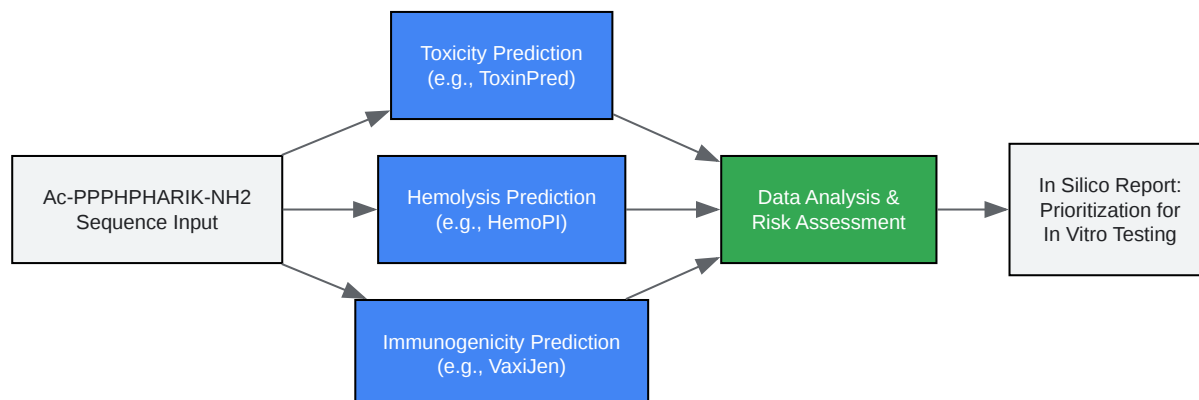 Ac-PPPHPHARIK-NH2
Sequence Input
Toxicity Prediction
(e.g., ToxinPred)
Hemolysis Prediction
(e.g., HemoPI)
Immunogenicity Prediction
(e.g., VaxiJen)
Data Analysis &
Risk Assessment
In Silico Report:
Prioritization for
In Vitro Testing